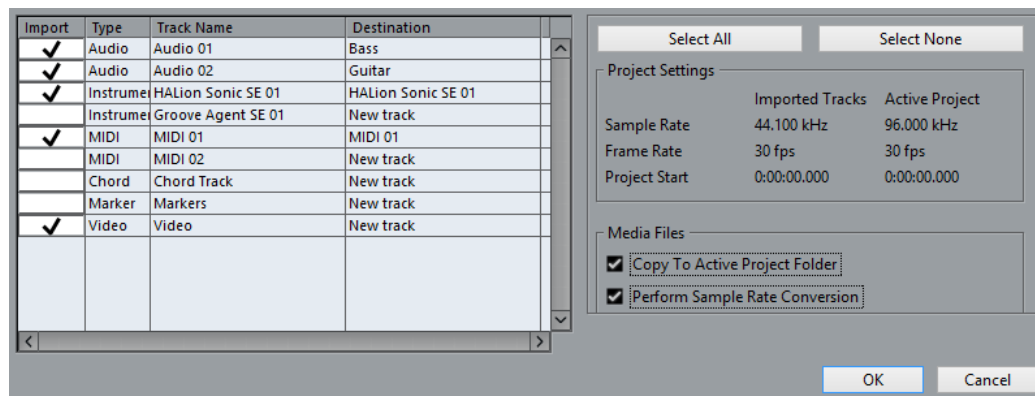 Import Type Track Name Destination
Audio Audio 01 Bass
Audio Audio 02 Guitar
Instrumer HALion Sonic SE 01 HALion Sonic SE 01
Instrumer Groove Agent SE 01 New track
MIDI MIDI 01 MIDI 01
MIDI MIDI 02 New track
Chord Chord Track New track
Marker Markers New track
Video Video New track
Select All Select None
Project Settings
Imported Tracks Active Project
Sample Rate 44.100 kHz 96.000 kHz
Frame Rate 30 fps 30 fps
Project Start 0:00:00.000 0:00:00.000
Media Files
Copy To Active Project Folder
Perform Sample Rate Conversion
OK Cancel